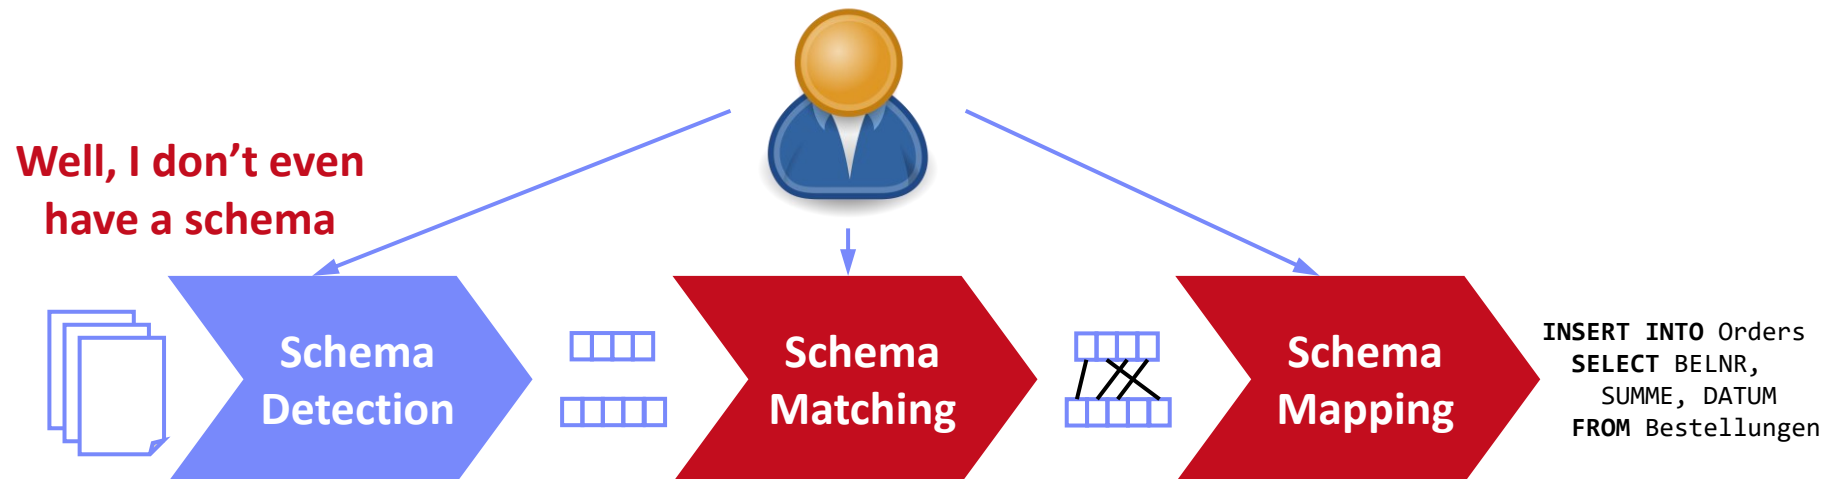 Well, I don’t even
have a schema
Schema
Detection
Schema
Matching
Schema
Mapping
INSERT INTO Orders
SELECT BELNR,
SUMME, DATUM
FROM Bestellungen